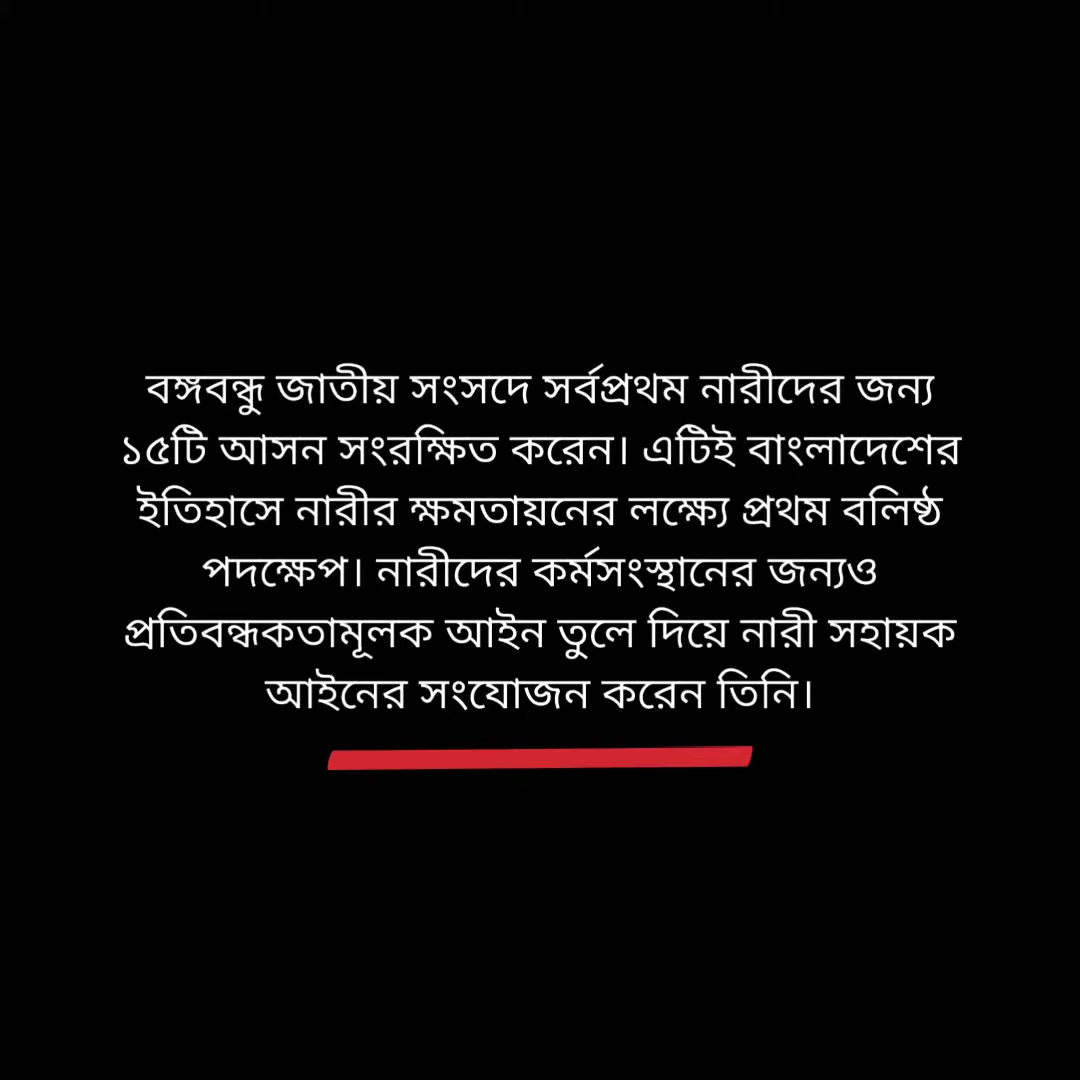 বঙ্গবন্ধু জাতীয় সংসদে সর্বপ্রথম নারীদের জন্য
১৫টি আসন সংরক্ষিত করেন। এটিই বাংলাদেশের
ইতিহাসে নারীর ক্ষমতায়নের লক্ষ্যে প্রথম বলিষ্ঠ
পদক্ষেপ। নারীদের কর্মসংস্থানের জন্যও
প্রতিবন্ধকতামূলক আইন তুলে দিয়ে নারী সহায়ক
আইনের সংযোজন করেন তিনি।